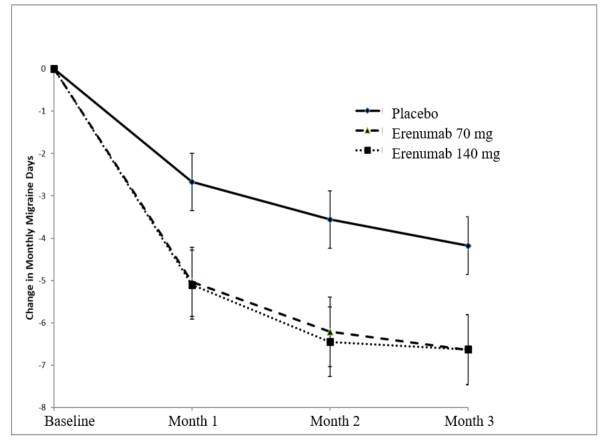 0
-1
-2
-3
-4
-5
-6
-7
-8
Change in Monthly Migraine Days
Placebo
Erenumab 70 mg
Erenumab 140 mg
Baseline Month 1 Month 2 Month 3